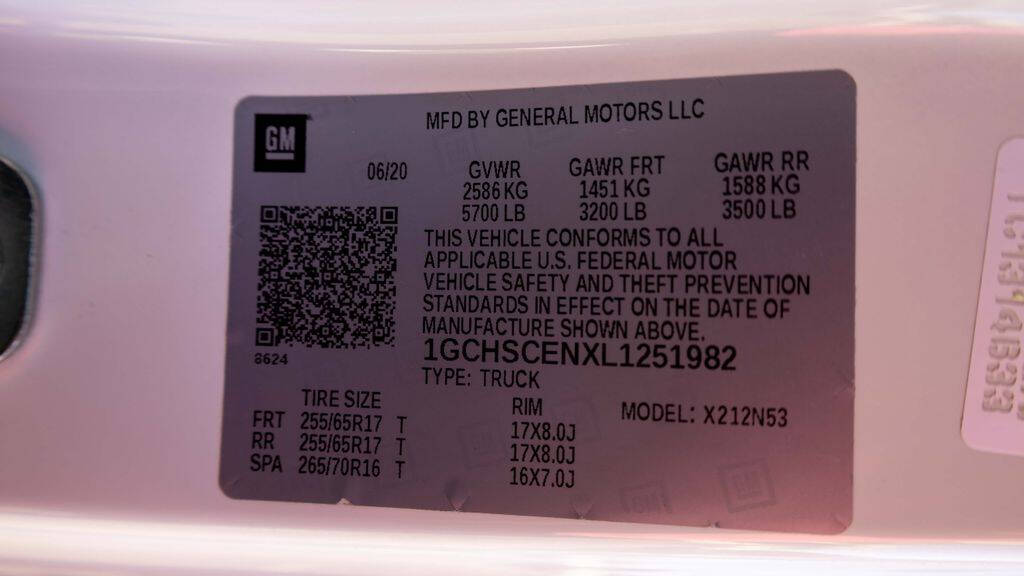 GM
MFD BY GENERAL MOTORS LLC
06/20 GVWR GAWR FRT GAWR RR
2586 KG 1451 KG 1588 KG
5700 LB 3200 LB 3500 LB
THIS VEHICLE CONFORMS TO ALL
APPLICABLE U.S. FEDERAL MOTOR
VEHICLE SAFETY AND THEFT PREVENTION
STANDARDS IN EFFECT ON THE DATE OF
MANUFACTURE SHOWN ABOVE.
8624
1GCHSCENXL1251982
TYPE: TRUCK
TIRE SIZE RIM MODEL: X212N53
FRT 255/65R17 T 17X8.0J
RR 255/65R17 T 17X8.0J
SPA 265/70R16 T 16X7.0J